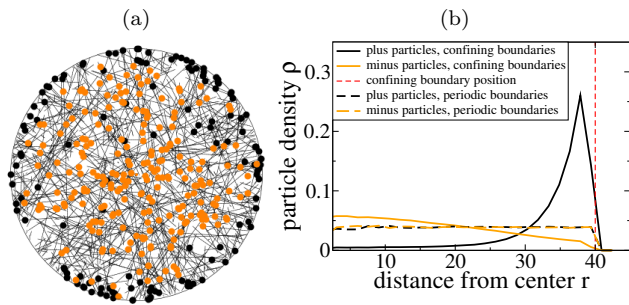 (a)
(b)
plus particles, confining boundaries
minus particles, confining boundaries
confining boundary position
plus particles, periodic boundaries
minus particles, periodic boundaries
particle density ρ
0.3
0.2
0.1
0
10
20
30
40
distance from center r